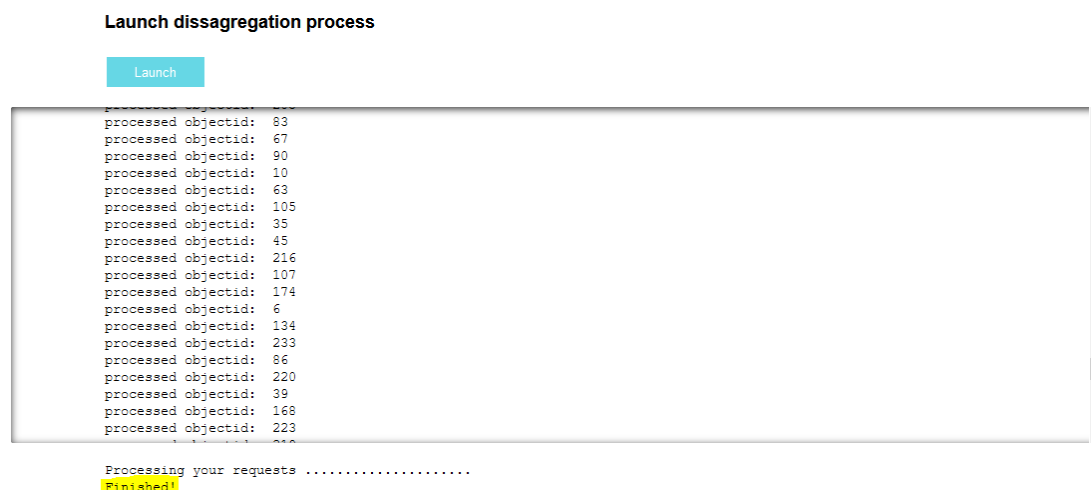 Launch dissagregation process
Launch
processed objectid:  83
processed objectid:  67
processed objectid:  90
processed objectid:  10
processed objectid:  63
processed objectid:  105
processed objectid:  35
processed objectid:  45
processed objectid:  216
processed objectid:  107
processed objectid:  174
processed objectid:  6
processed objectid:  134
processed objectid:  233
processed objectid:  86
processed objectid:  220
processed objectid:  39
processed objectid:  168
processed objectid:  223
Processing your requests .....................
Finished!